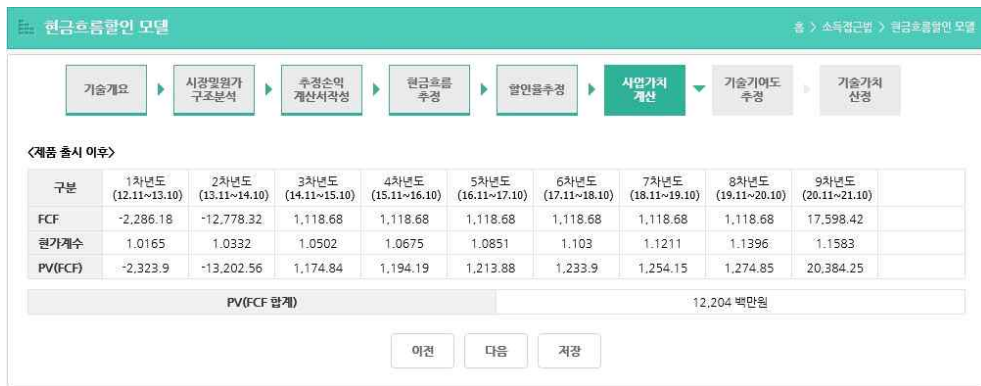 현금흐름할인 모델
홈 > 소득접근법 > 현금흐름할인 모델
기술개요
시장및원가
구조분석
추정손익
계산서작성
현금흐름
추정
할인율추정
사업가치
계산
기술기여도
추정
기술가치
산정
<제품 출시 이후>
구분 1차년도 2차년도 3차년도 4차년도 5차년도 6차년도 7차년도 8차년도 9차년도
(12.11~13.10) (13.11~14.10) (14.11~15.10) (15.11~16.10) (16.11~17.10) (17.11~18.10) (18.11~19.10) (19.11~20.10) (20.11~21.10)
FCF -2,286.18 -12,778.32 1,118.68 1,118.68 1,118.68 1,118.68 1,118.68 1,118.68 17,598.42
현가계수 1.0165 1.0332 1.0502 1.0675 1.0851 1.103 1.1211 1.1396 1.1583
PV(FCF) -2,323.9 -13,202.56 1,174.84 1,194.19 1,213.88 1,233.9 1,254.15 1,274.85 20,384.25
PV(FCF 합계) 12,204 백만원
이전 다음 저장